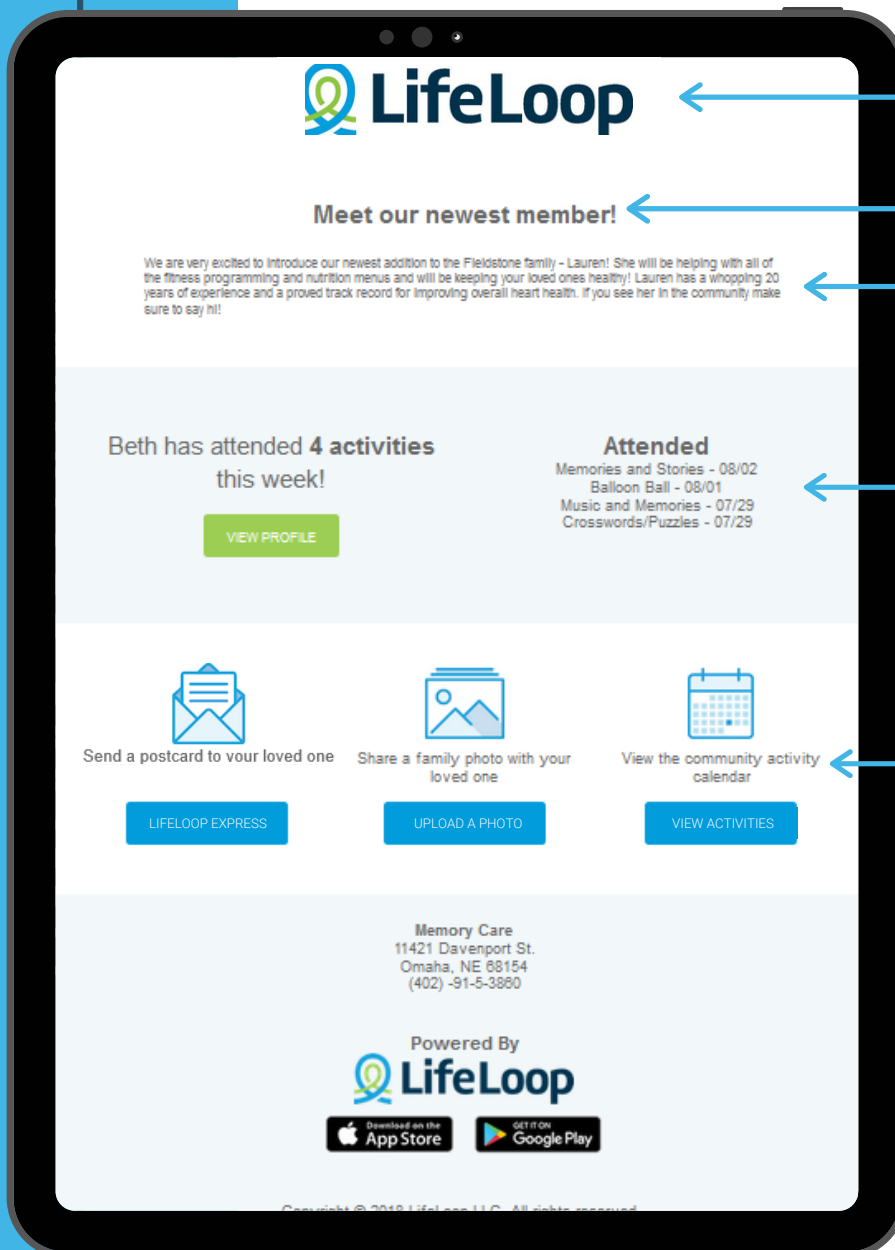 LifeLoop
Meet our newest member!
We are very excited to introduce our newest addition to the Fieldstone family - Lauren! She will be helping with all of
the fitness programming and nutrition menus and will be keeping your loved ones healthy! Lauren has a whopping 20
years of experience and a proved track record for improving overall heart health. If you see her in the community make
sure to say hi!
Beth has attended 4 activities
this week!
VIEW PROFILE
Attended
Memories and Stories - 08/02
Balloon Ball - 08/01
Music and Memories - 07/29
Crosswords/Puzzles - 07/29
Send a postcard to your loved one
LIFELOOP EXPRESS
Share a family photo with your
loved one
UPLOAD A PHOTO
View the community activity
calendar
VIEW ACTIVITIES
Memory Care
11421 Davenport St.
Omaha, NE 68154
(402) -91-5-3860
Powered By
LifeLoop
Download on the
App Store
GET IT ON
Google Play
Copyright © 2018 LifeLoop LLC. All rights reserved